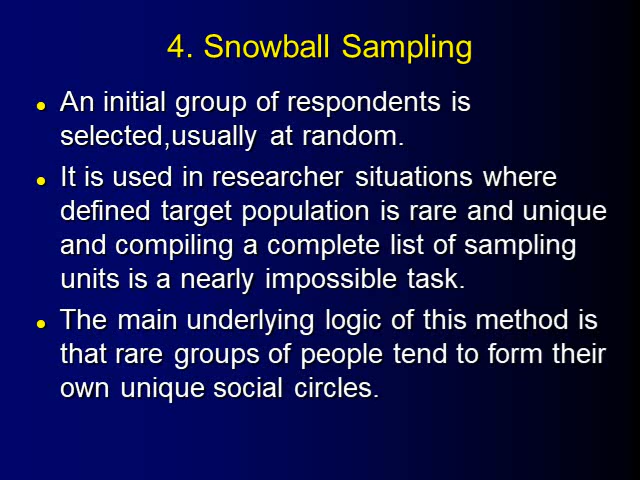 4. Snowball Sampling
● An initial group of respondents is
selected,usually at random.
● It is used in researcher situations where
defined target population is rare and unique
and compiling a complete list of sampling
units is a nearly impossible task.
● The main underlying logic of this method is
that rare groups of people tend to form their
own unique social circles.